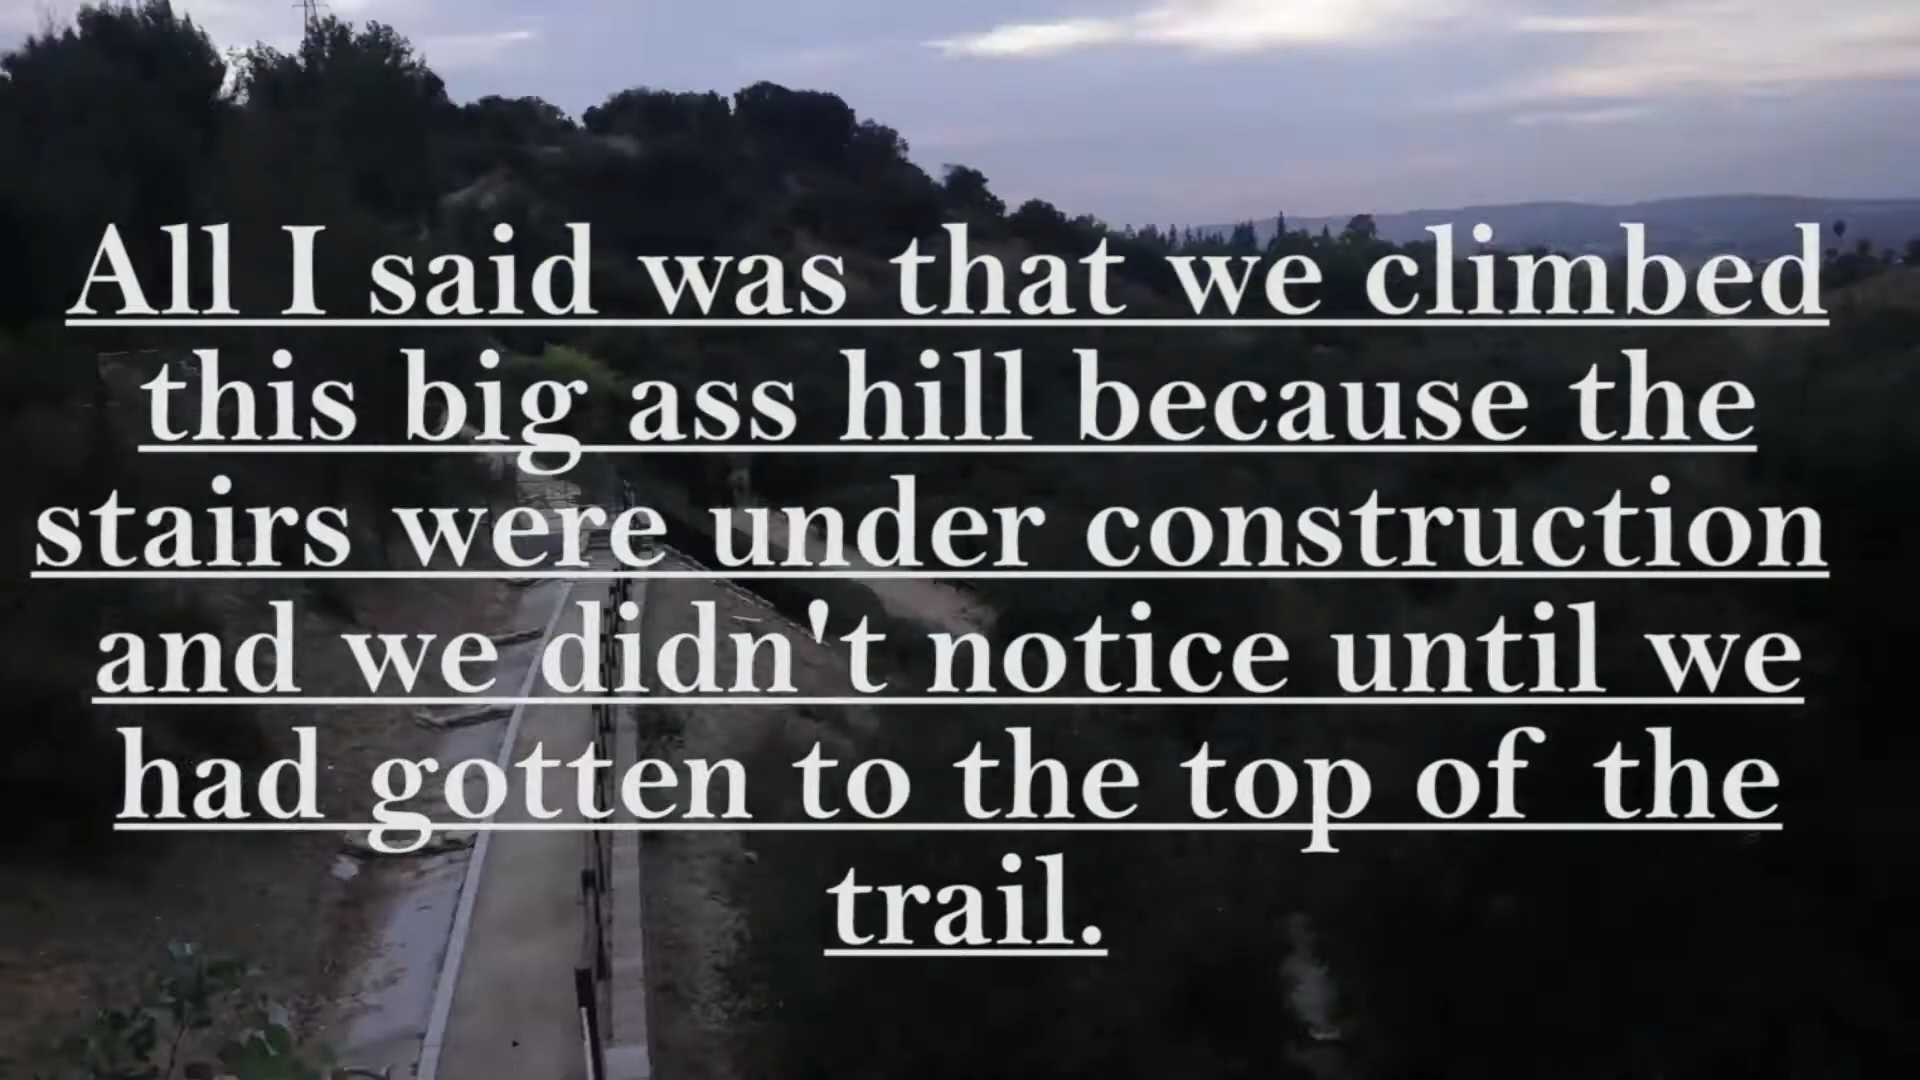 All I said was that we climbed
this big ass hill because the
stairs were under construction
and we didn't notice until we
had gotten to the top of the
trail.